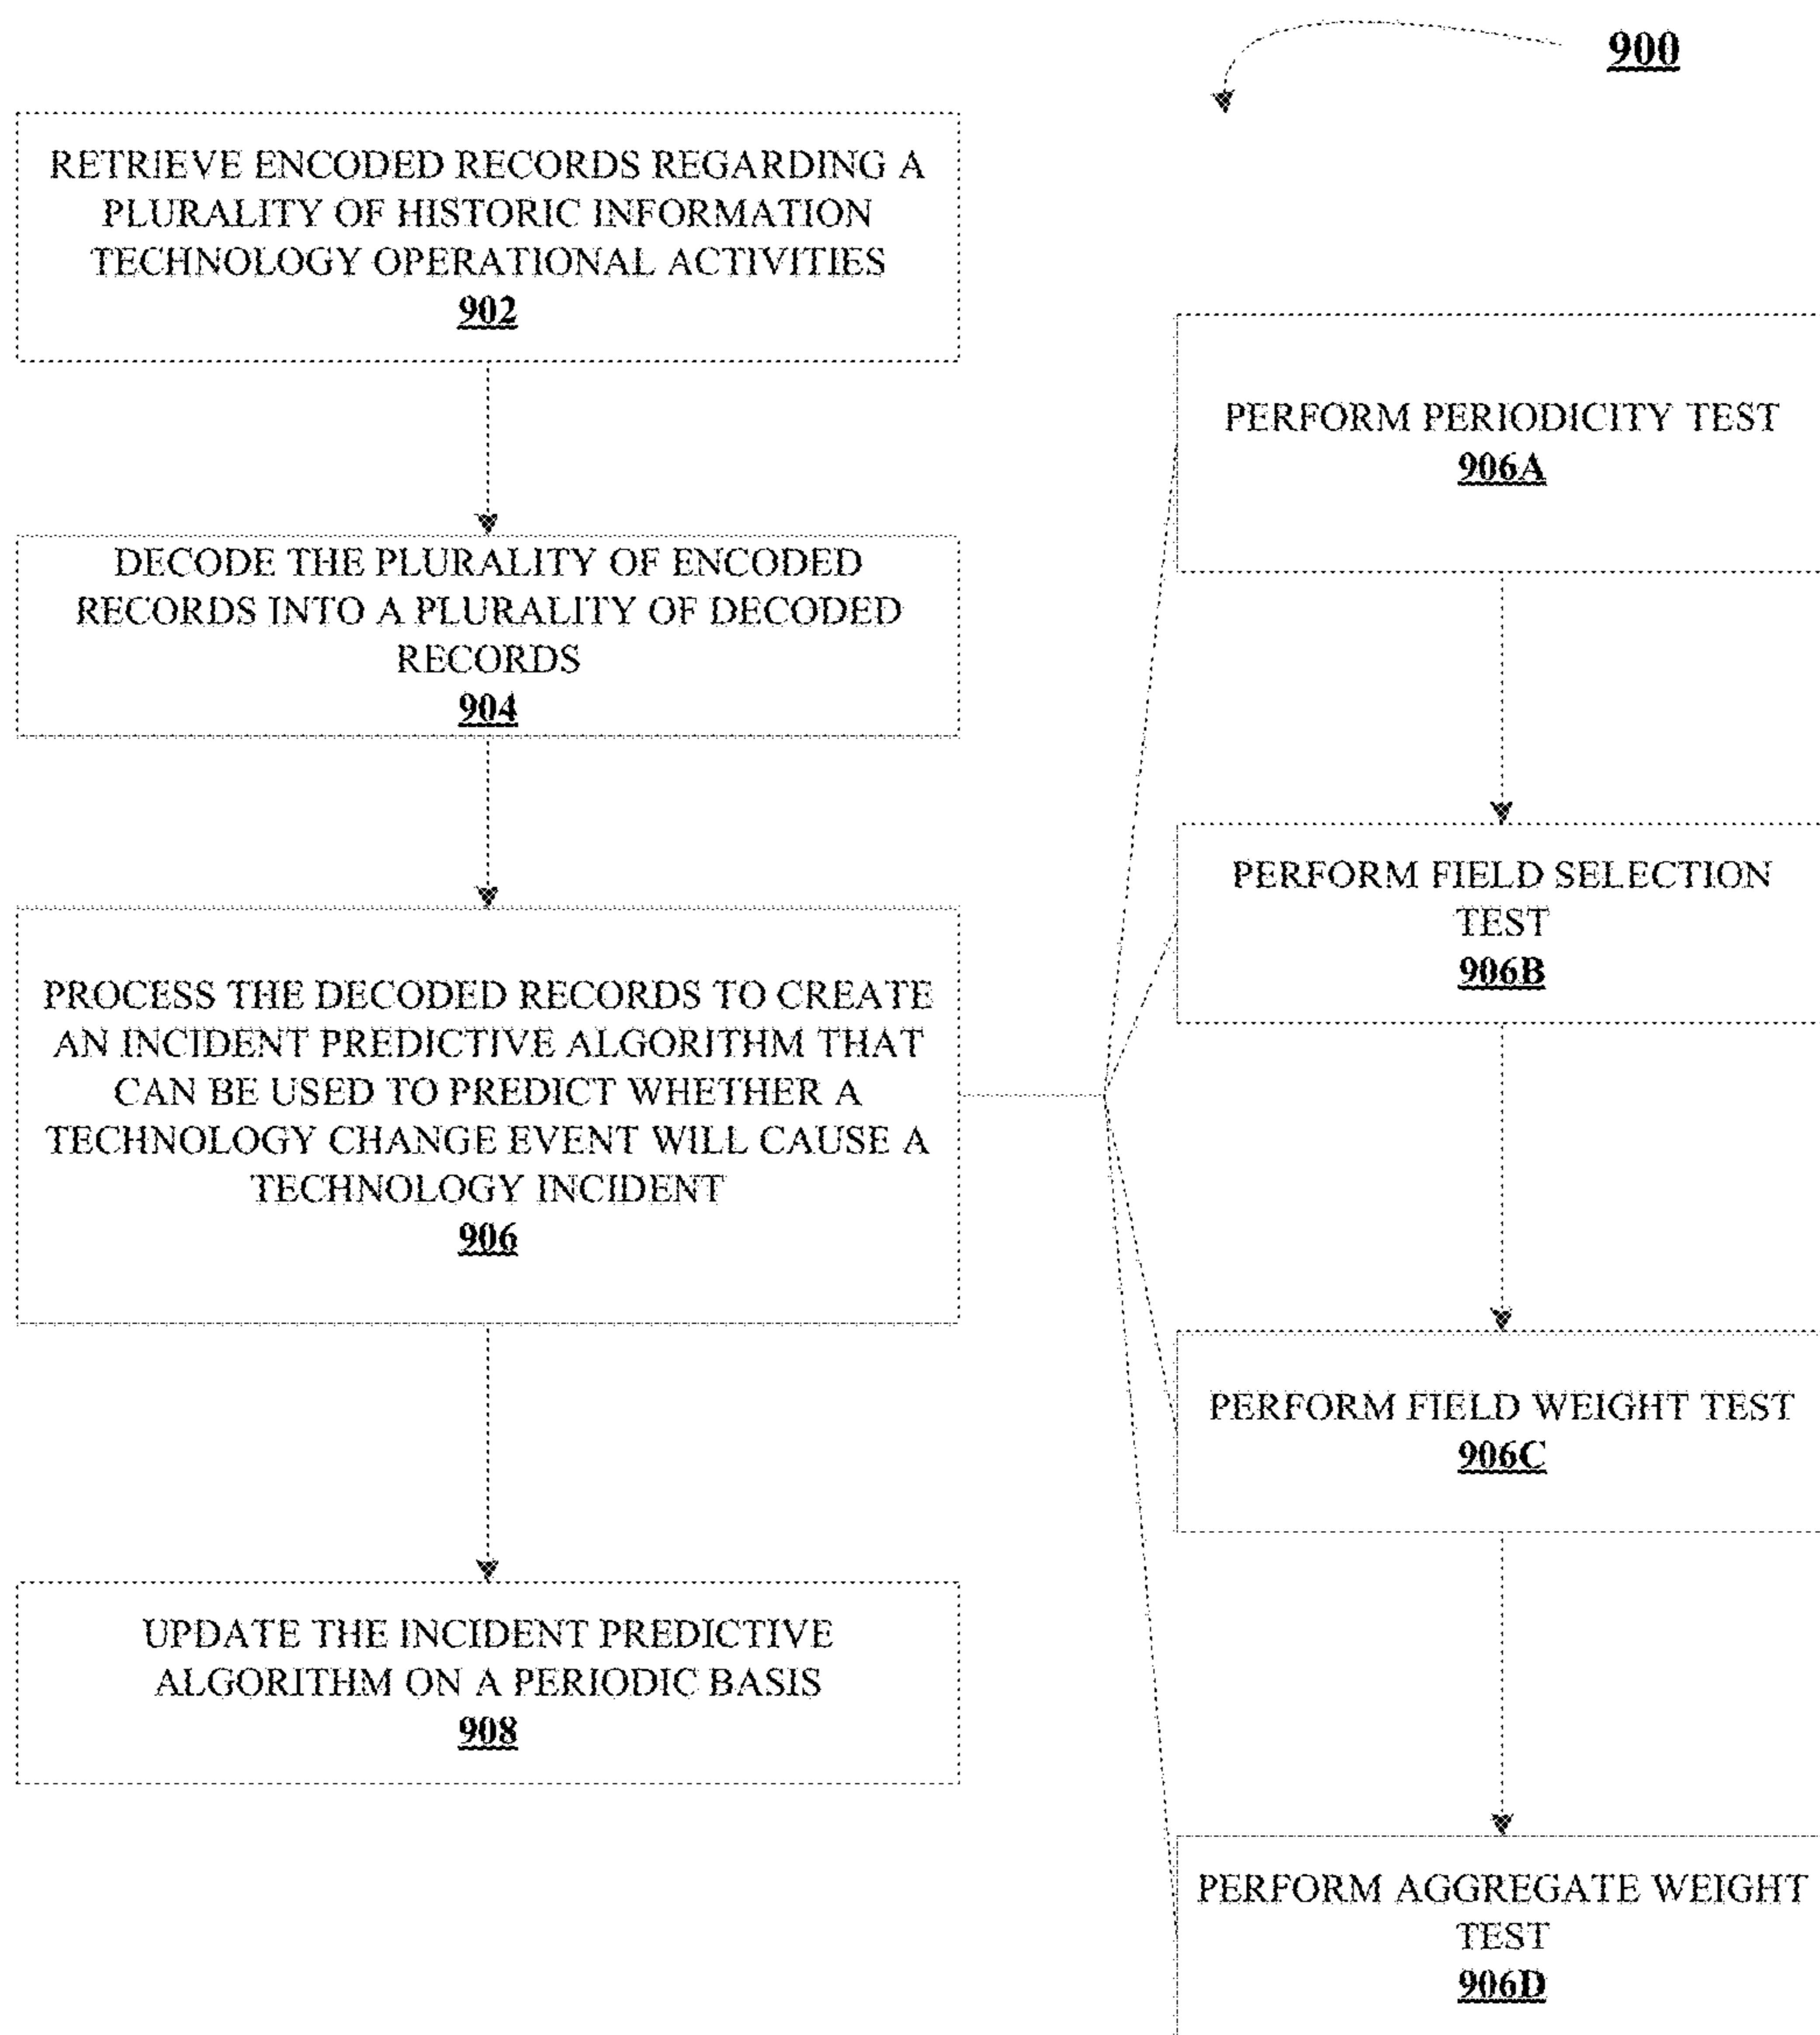 900
RETRIEVE ENCODED RECORDS REGARDING A
PLURALITY OF HISTORIC INFORMATION
TECHNOLOGY OPERATIONAL ACTIVITIES
902
DECODE THE PLURALITY OF ENCODED
RECORDS INTO A PLURALITY OF DECODED
RECORDS
904
PROCESS THE DECODED RECORDS TO CREATE
AN INCIDENT PREDICTIVE ALGORITHM THAT
CAN BE USED TO PREDICT WHETHER A
TECHNOLOGY CHANGE EVENT WILL CAUSE A
TECHNOLOGY INCIDENT
906
UPDATE THE INCIDENT PREDICTIVE
ALGORITHM ON A PERIODIC BASIS
908
PERFORM PERIODICITY TEST
906A
PERFORM FIELD SELECTION
TEST
906B
PERFORM FIELD WEIGHT TEST
906C
PERFORM AGGREGATE WEIGHT
TEST
906D